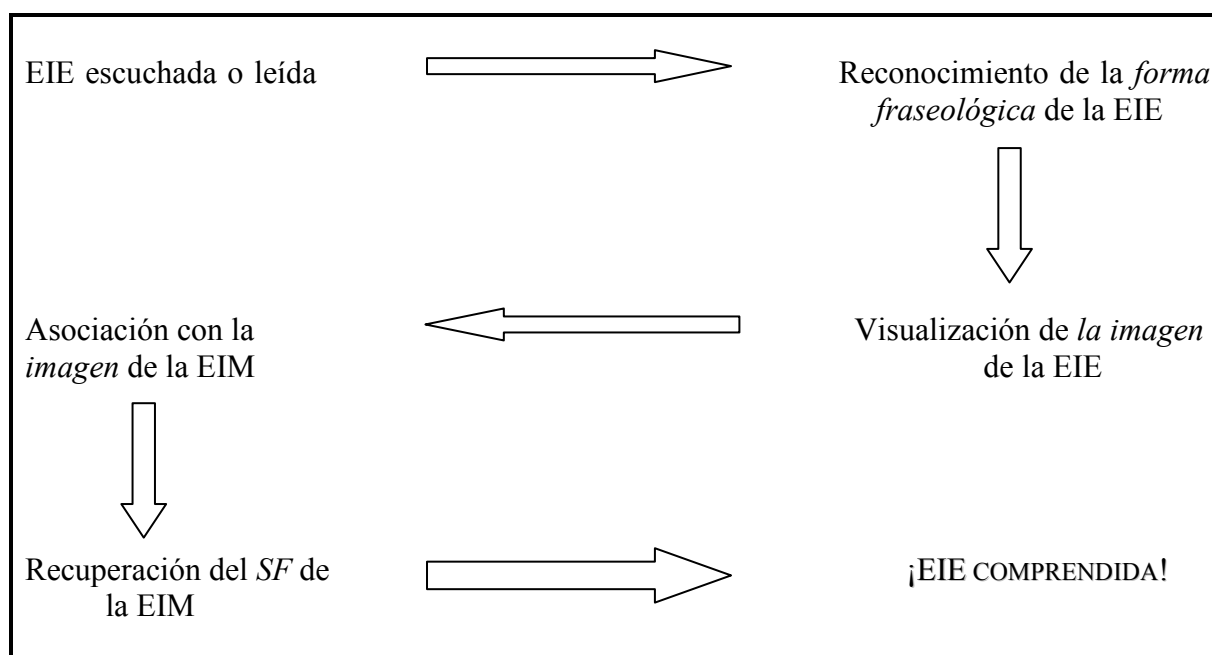 EIE escuchada o leída
Reconocimiento de la forma
fraseológica de la EIE
Visualización de la imagen
de la EIE
Asociación con la
imagen de la EIM
Recuperación del SF de
la EIM
¡EIE COMPRENDIDA!